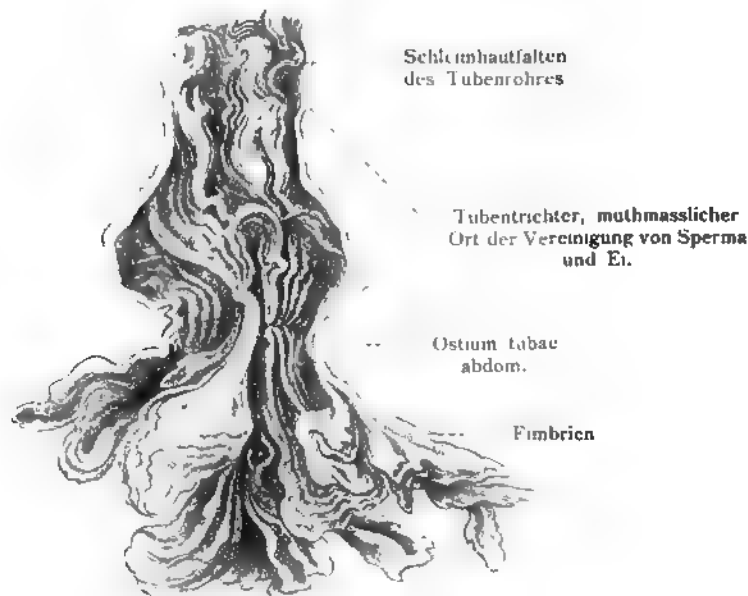 Schleimhautfalten
des Tubenrohres
Tubentrichter, muthmasslicher
Ort der Vereinigung von Sperma
und Ei.
Ostium tubae
abdom.
Fimbrien